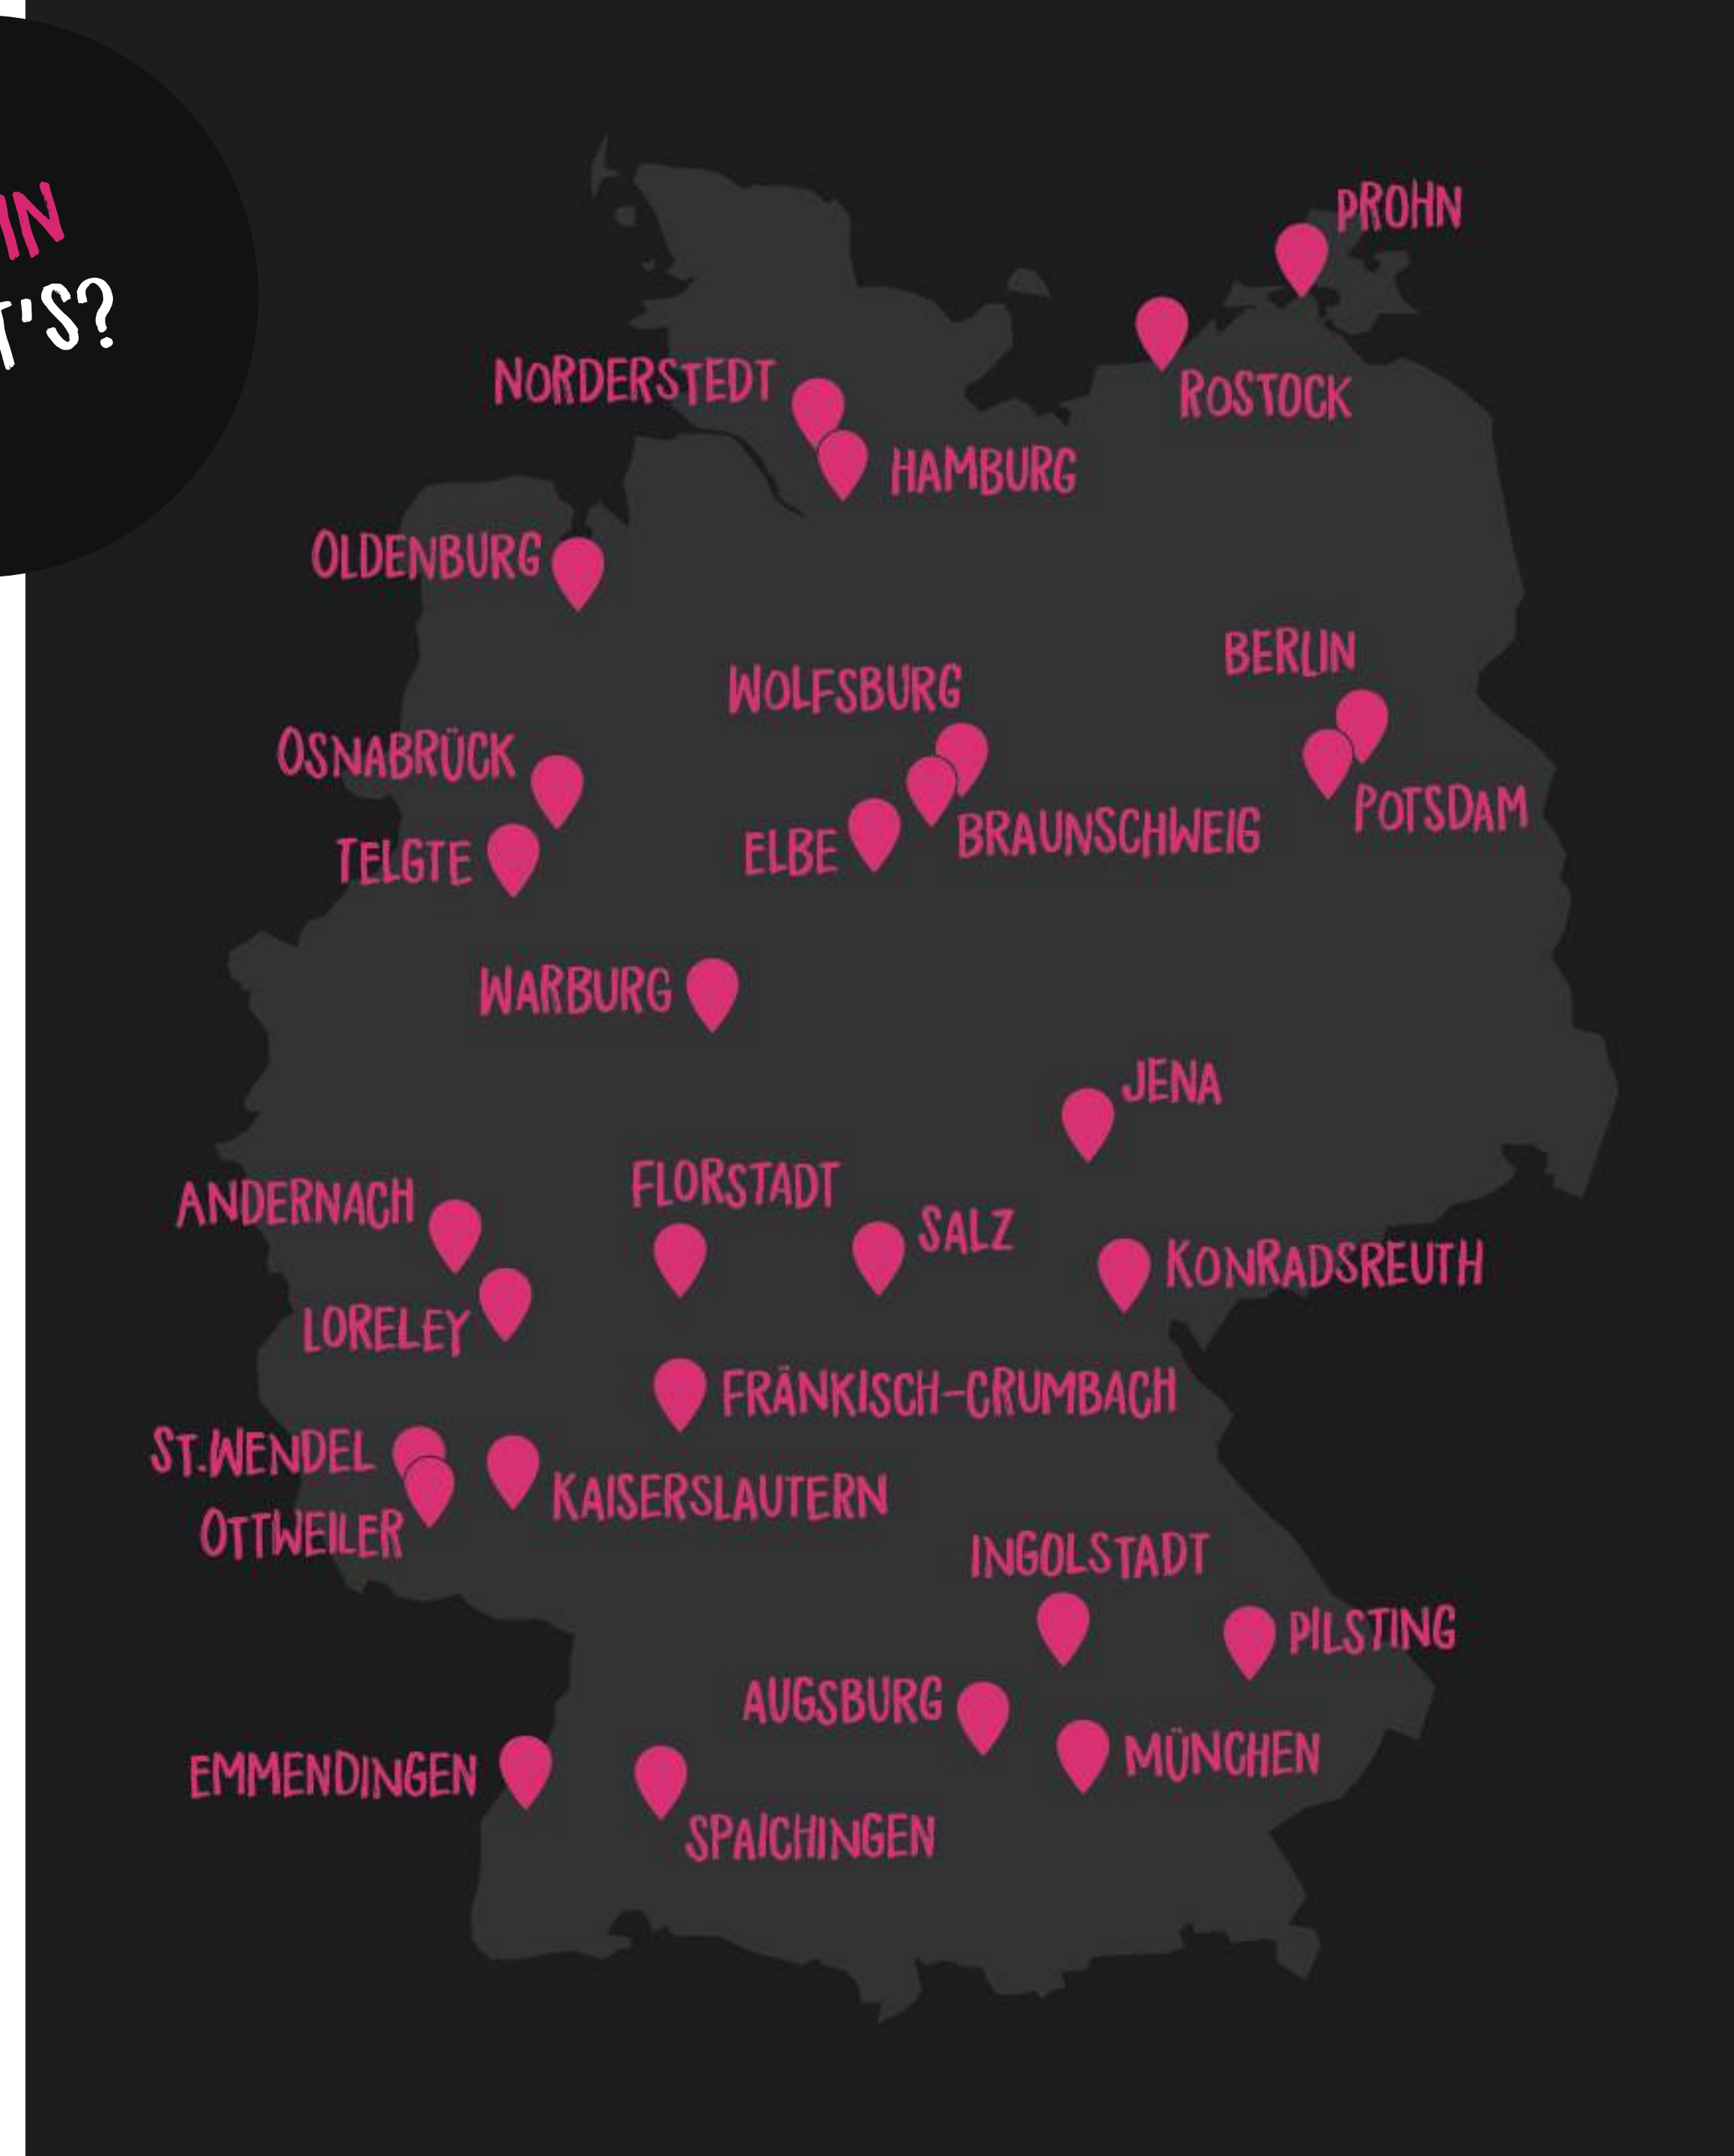 IN
T'S?
PROHN
ROSTOCK
NORDERSTEDT
HAMBURG
OLDENBURG
BERLIN
WOLFSBURG
OSNABRÜCK
POTSDAM
BRAUNSCHWEIG
ELBE
TELGTE
WARBURG
JENA
FLORSTADT
ANDERNACH
SALZ
KONRADSREUTH
LORELEY
FRÄNKISCH-CRUMBACH
ST.WENDEL
KAISERSLAUTERN
OTTWEILER
INGOLSTADT
PILSTING
AUGSBURG
MÜNCHEN
EMMENDINGEN
SPAICHINGEN